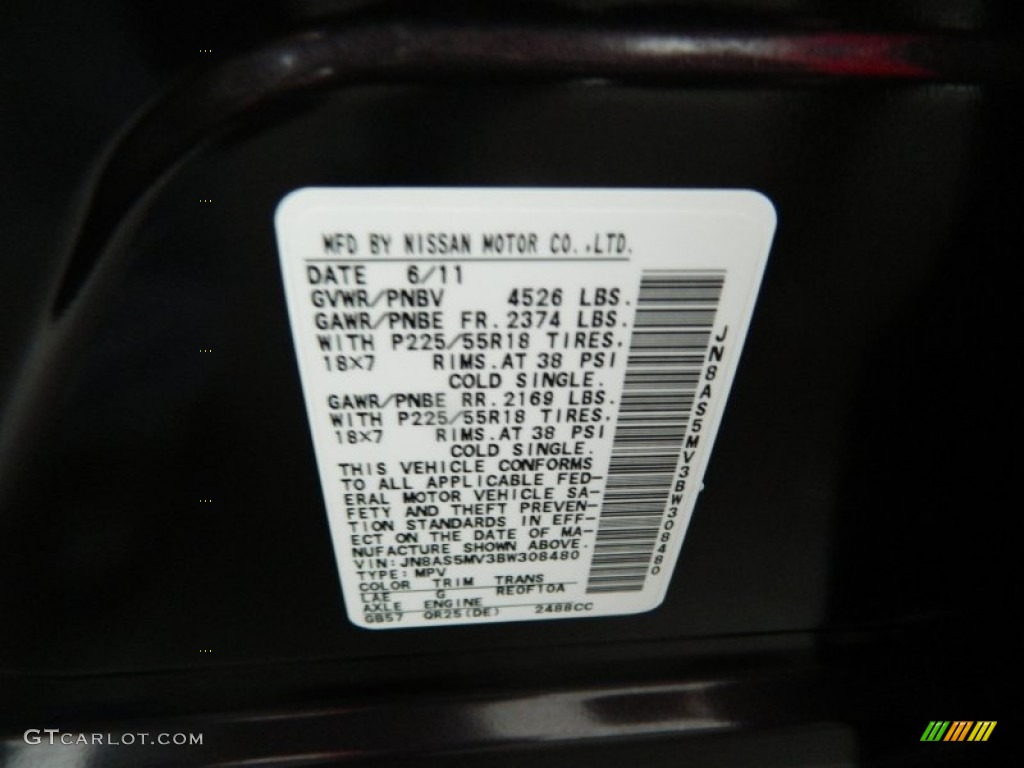 MFD BY NISSAN MOTOR CO.,LTD.
DATE 6/11
GVWR/PNBV 4526 LBS.
GAWR/PNBE FR. 2374 LBS.
WITH P225/55R18 TIRES.
18×7 RIMS. AT 38 PSI
COLD SINGLE.
GAWR/PNBE RR. 2169 LBS.
WITH P225/55R18 TIRES.
18×7 RIMS. AT 38 PSI
COLD SINGLE.
THIS VEHICLE CONFORMS
TO ALL APPLICABLE FED-
ERAL MOTOR VEHICLE SA-
FETY AND THEFT PREVEN-
TION STANDARDS IN EFF-
ECT ON THE DATE OF MA-
NUFACTURE SHOWN ABOVE.
VIN: JN8AS5MV3BW308480
TYPE: MPV
COLOR TRIM TRANS
LAE G RE0F10A
AXLE ENGINE
GB57 QR25(DE) 2488CC
JN8AS5MV3BW308480
GTCARLOT.COM